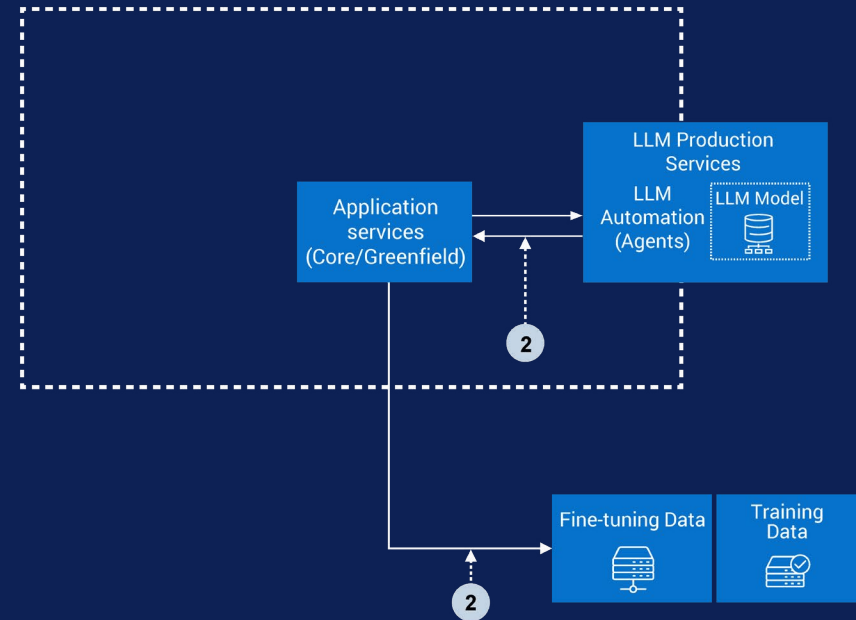 LLM Production
Services
LLM
Automation
(Agents)
LLM Model
Application
services
(Core/Greenfield)
2
Fine-tuning Data
Training
Data
2